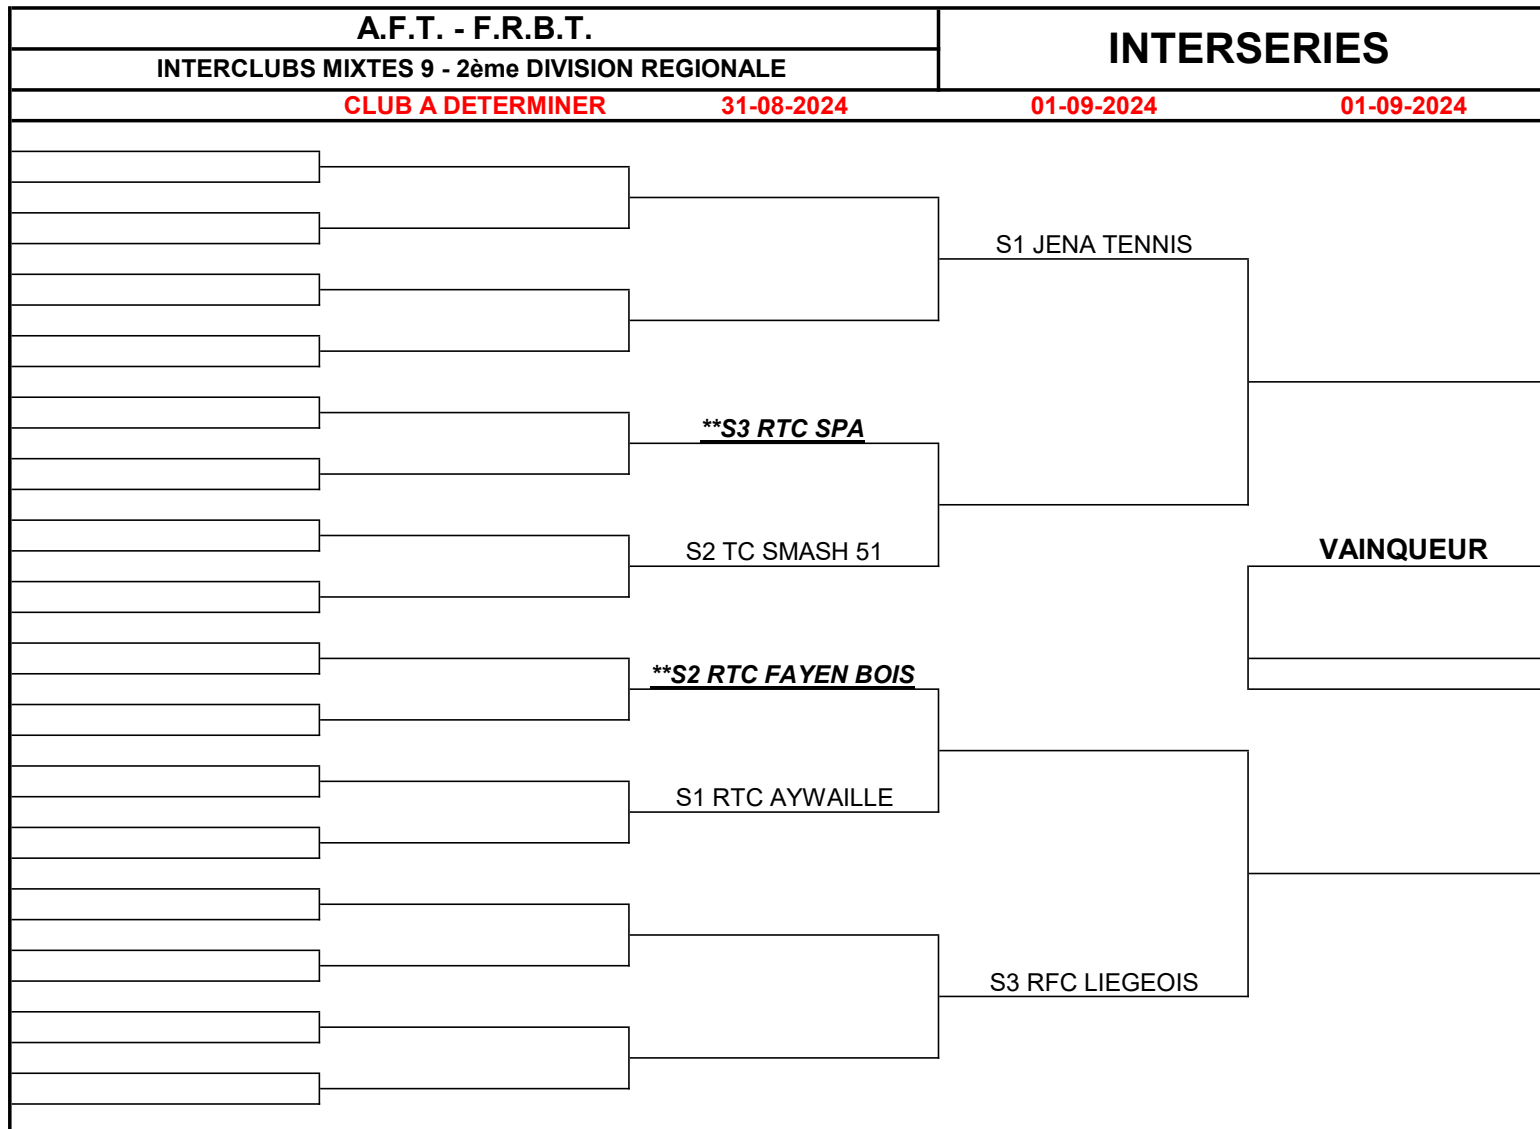 A.F.T. - F.R.B.T.
INTERSERIES
INTERCLUBS MIXTES 9 - 2ème DIVISION REGIONALE
CLUB A DETERMINER 31-08-2024 01-09-2024 01-09-2024
S1 JENA TENNIS
**S3 RTC SPA
S2 TC SMASH 51
VAINQUEUR
**S2 RTC FAYEN BOIS
S1 RTC AYWAILLE
S3 RFC LIEGEOIS